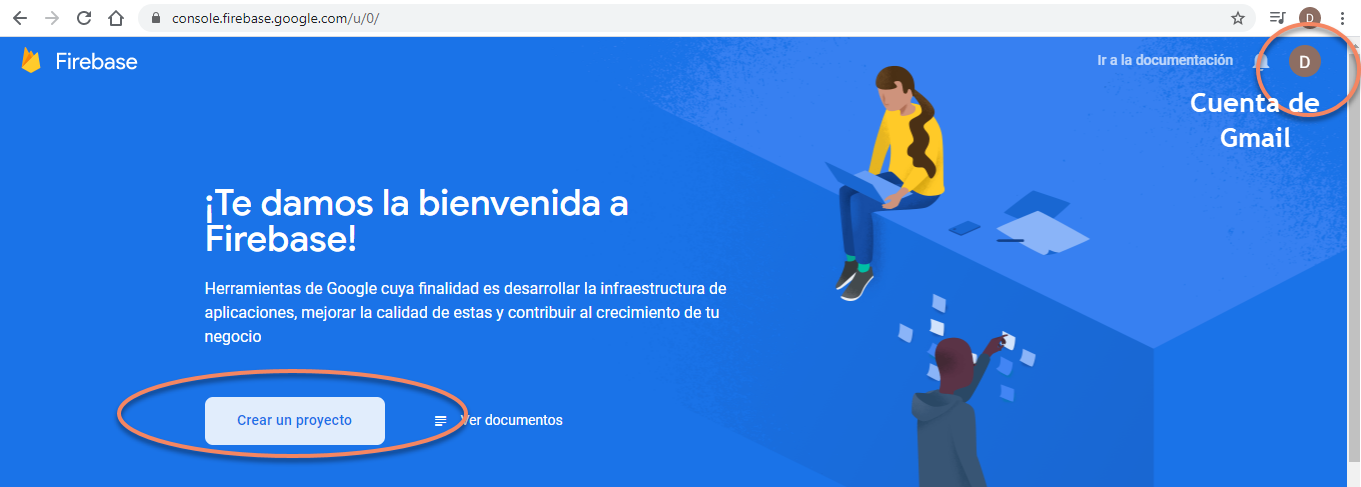 console.firebase.google.com/u/0/
D
Firebase
Ir a la documentación
D
Cuenta de
Gmail
¡Te damos la bienvenida a
Firebase!
Herramientas de Google cuya finalidad es desarrollar la infraestructura de
aplicaciones, mejorar la calidad de estas y contribuir al crecimiento de tu
negocio
Crear un proyecto
Ver documentos